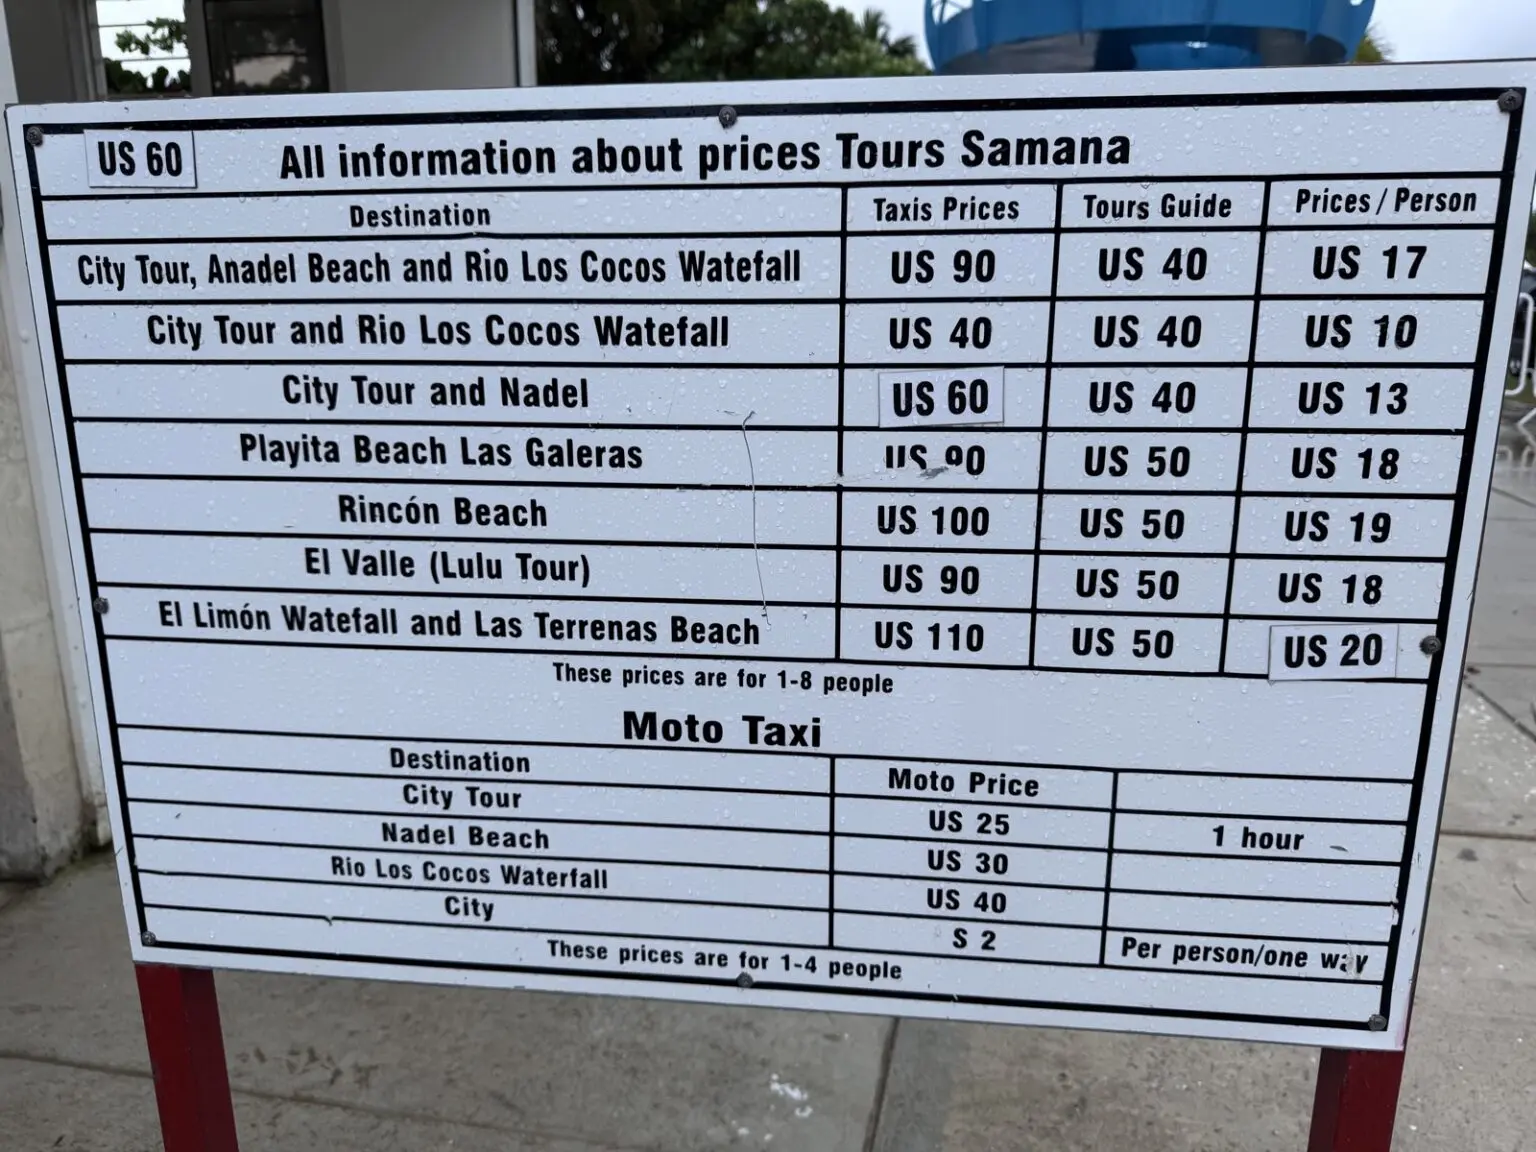 US 60 All information about prices Tours Samana
Destination Taxis Prices Tours Guide Prices / Person
City Tour, Anadel Beach and Rio Los Cocos Watefall US 90 US 40 US 17
City Tour and Rio Los Cocos Watefall US 40 US 40 US 10
City Tour and Nadel US 60 US 40 US 13
Playita Beach Las Galeras US 90 US 50 US 18
Rincón Beach US 100 US 50 US 19
El Valle (Lulu Tour) US 90 US 50 US 18
El Limón Watefall and Las Terrenas Beach US 110 US 50 US 20
These prices are for 1-8 people
Moto Taxi
Destination Moto Price
City Tour US 25 1 hour
Nadel Beach US 30
Rio Los Cocos Waterfall US 40
City S 2 Per person/one way
These prices are for 1-4 people